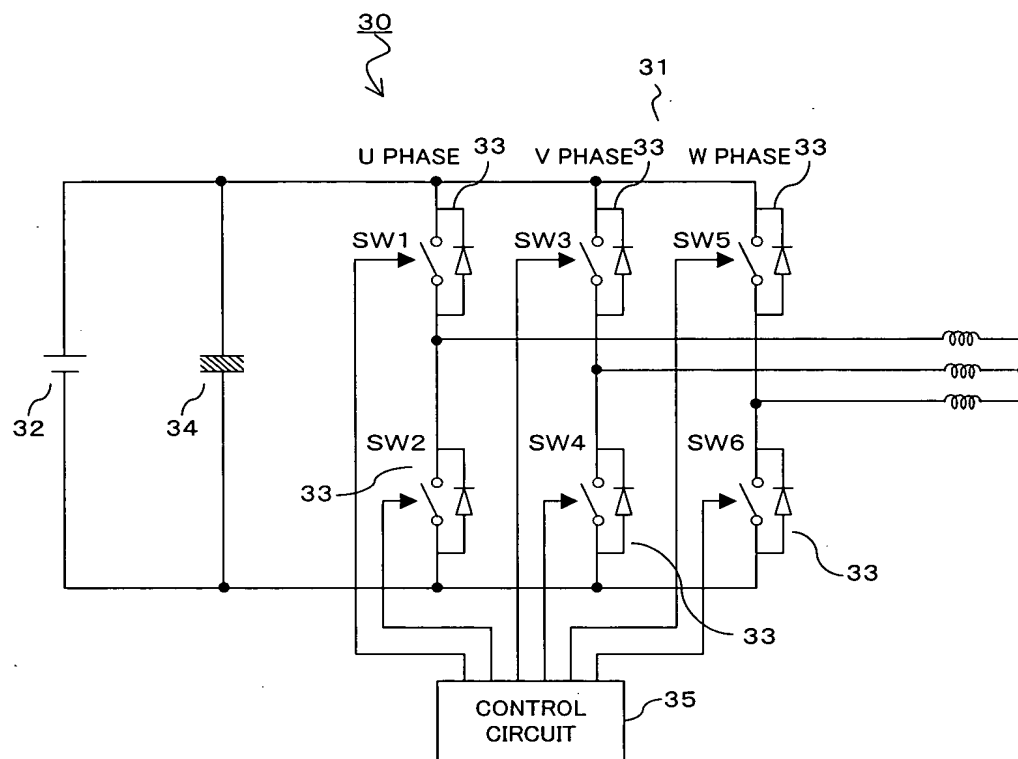 30
31
U PHASE 33 V PHASE 33 W PHASE 33
SW1 SW3 SW5
32 34
SW2 SW4 SW6
33
33
33
CONTROL
CIRCUIT
35